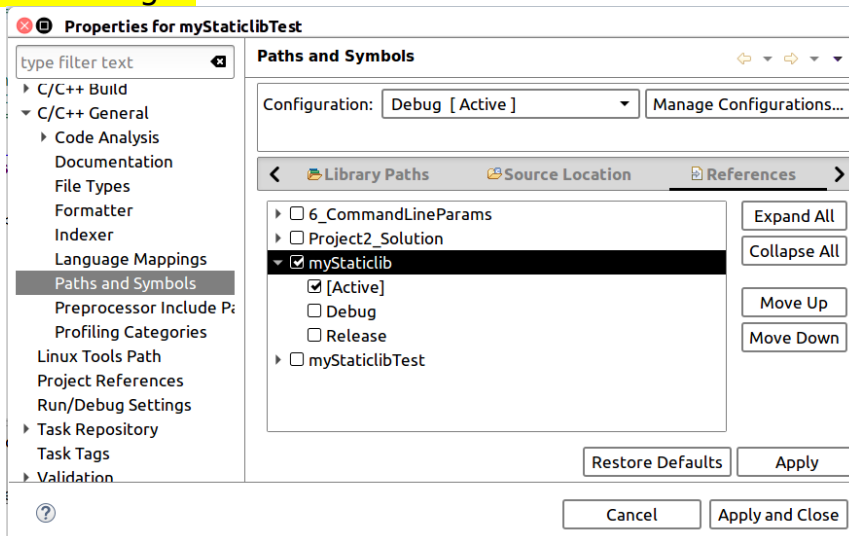 Properties for myStaticlibTest
type filter text
Paths and Symbols
C/C++ Build
C/C++ General
Code Analysis
Documentation
File Types
Formatter
Indexer
Language Mappings
Paths and Symbols
Preprocessor Include
Profiling Categories
Linux Tools Path
Project References
Run/Debug Settings
Task Repository
Task Tags
Validation
Configuration:
Debug [ Active ]
Manage Configurations...
Library Paths
Source Location
References
6_CommandLineParams
Project2_Solution
myStaticlib
[Active]
Debug
Release
myStaticlibTest
Expand All
Collapse All
Move Up
Move Down
Restore Defaults
Apply
Cancel
Apply and Close